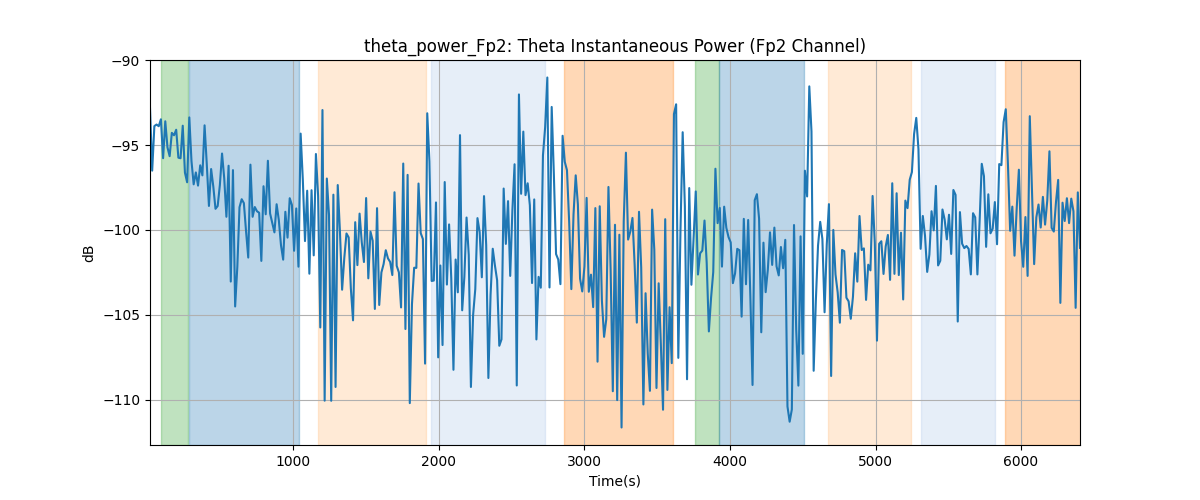 theta_power_Fp2: Theta Instantaneous Power (Fp2 Channel)
−90
−95
−100
−105
−110
dB
1000 2000 3000 4000 5000 6000
Time(s)